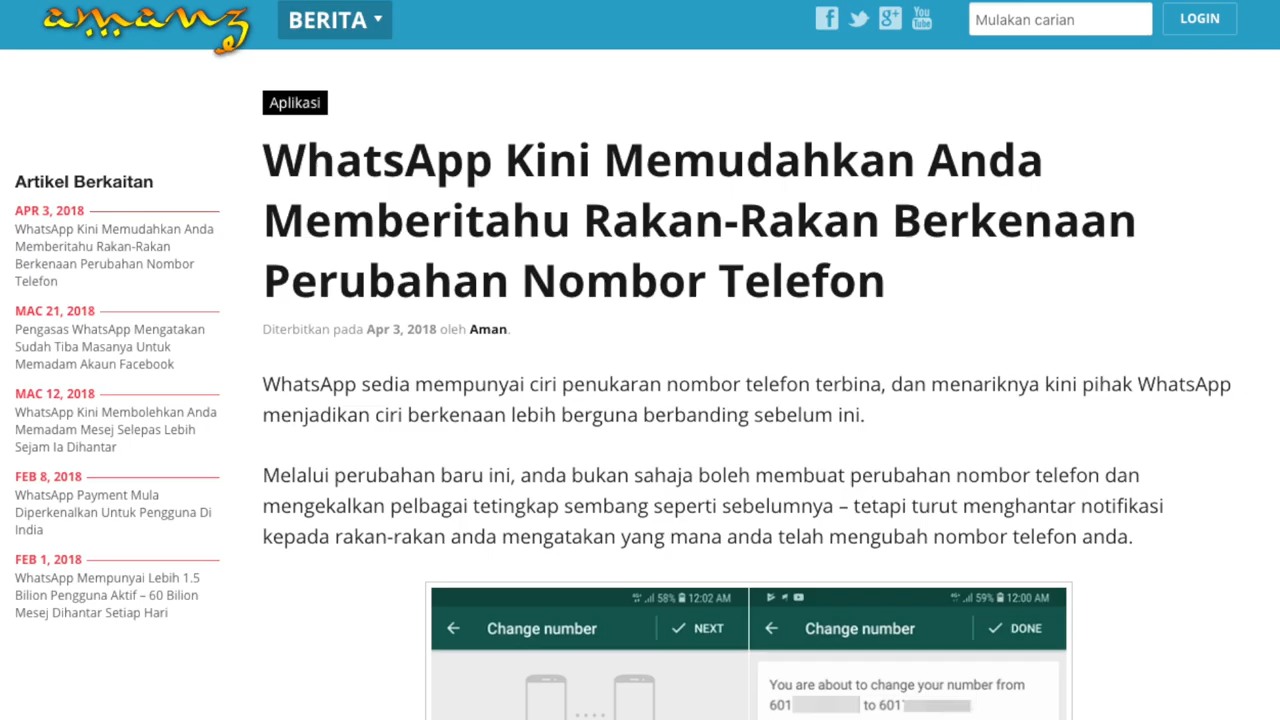 amanz
BERITA
Mulakan carian
LOGIN
Aplikasi
WhatsApp Kini Memudahkan Anda
Memberitahu Rakan-Rakan Berkenaan
Perubahan Nombor Telefon
Diterbitkan pada Apr 3, 2018 oleh Aman.
Artikel Berkaitan
APR 3, 2018
WhatsApp Kini Memudahkan Anda
Memberitahu Rakan-Rakan
Berkenaan Perubahan Nombor
Telefon
MAC 21, 2018
Pengasas WhatsApp Mengatakan
Sudah Tiba Masanya Untuk
Memadam Akaun Facebook
MAC 12, 2018
WhatsApp Kini Membolehkan Anda
Memadam Mesej Selepas Lebih
Sejam Ia Dihantar
FEB 8, 2018
WhatsApp Payment Mula
Diperkenalkan Untuk Pengguna Di
India
FEB 1, 2018
WhatsApp Mempunyai Lebih 1.5
Bilion Pengguna Aktif – 60 Bilion
Mesej Dihantar Setiap Hari
WhatsApp sedia mempunyai ciri penukaran nombor telefon terbina, dan menariknya kini pihak WhatsApp
menjadikan ciri berkenaan lebih berguna berbanding sebelum ini.
Melalui perubahan baru ini, anda bukan sahaja boleh membuat perubahan nombor telefon dan
mengekalkan pelbagai tetingkap sembang seperti sebelumnya – tetapi turut menghantar notifikasi
kepada rakan-rakan anda mengatakan yang mana anda telah mengubah nombor telefon anda.
58% 12:02 AM
Change number NEXT
59% 12:00 AM
Change number DONE
You are about to change your number from
601 to 601